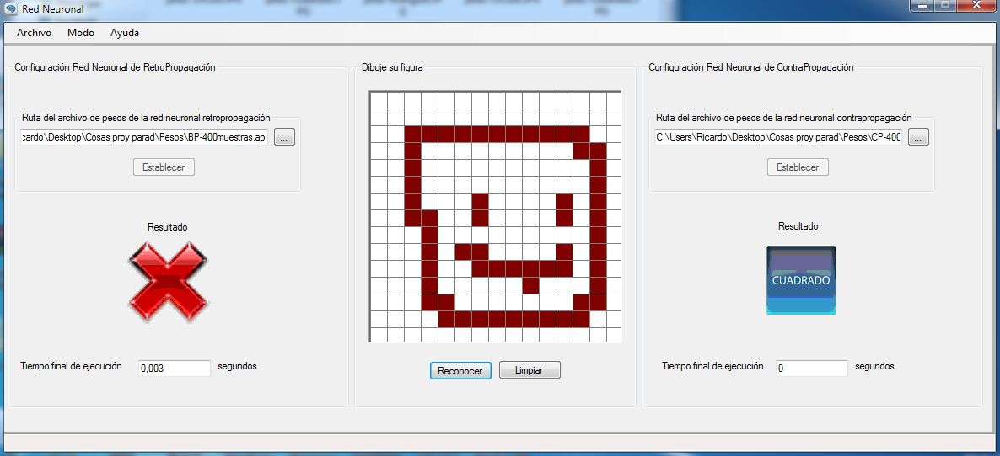 Red Neuronal
Archivo Modo Ayuda
Configuración Red Neuronal de RetroPropagación
Ruta del archivo de pesos de la red neuronal retropropagación
cardo\Desktop\Cosas proy parad\Pesos\BP-400muestras.ap ...
Establecer
Resultado
Tiempo final de ejecución 0,003 segundos
Dibuje su figura
Reconocer Limpiar
Configuración Red Neuronal de ContraPropagación
Ruta del archivo de pesos de la red neuronal contrapropagación
C:\Users\Ricardo\Desktop\Cosas proy parad\Pesos\CP-400 ...
Establecer
Resultado
CUADRADO
Tiempo final de ejecución 0 segundos